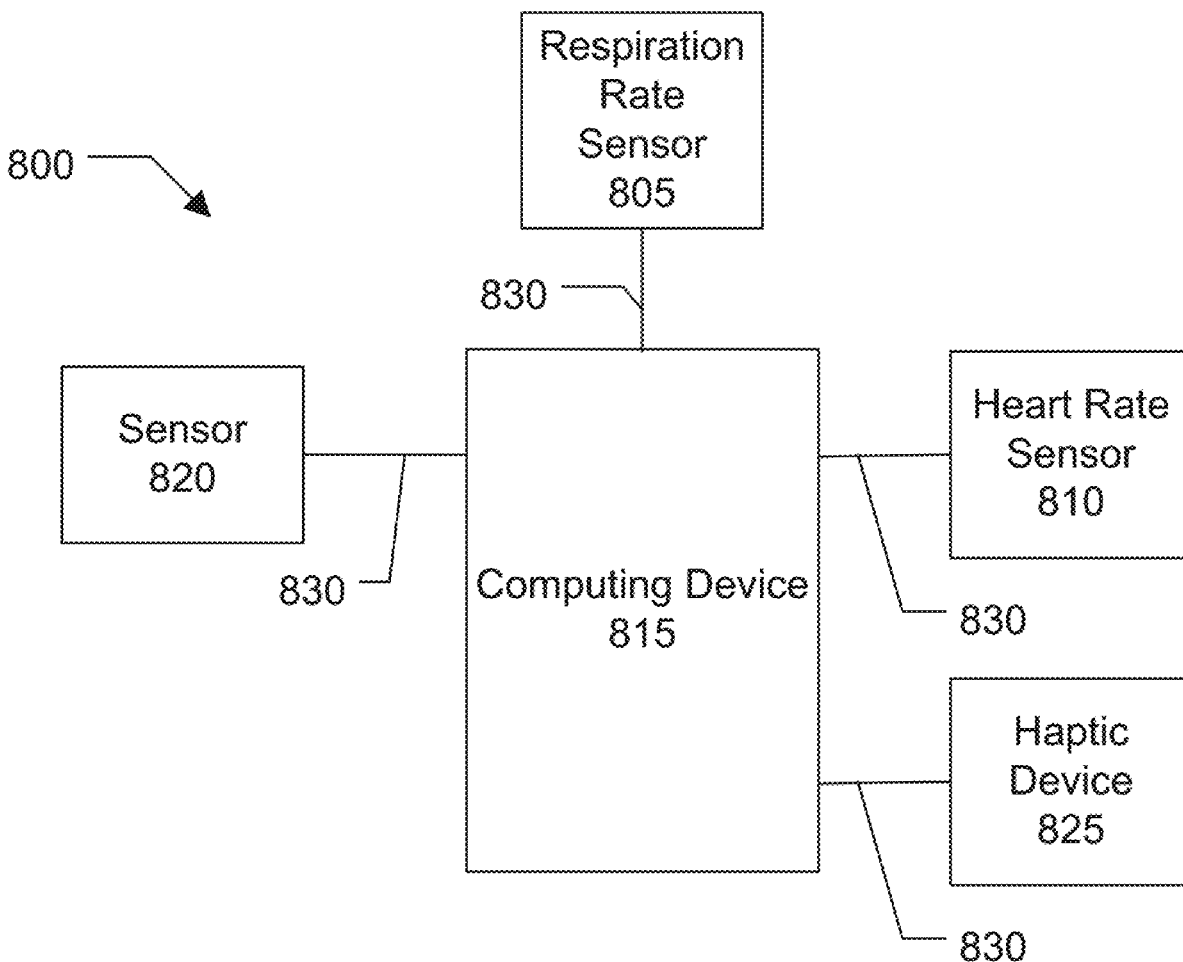 Respiration
Rate
Sensor
805
800
830
Sensor
820
830
Computing Device
815
Heart Rate
Sensor
810
830
Haptic
Device
825
830